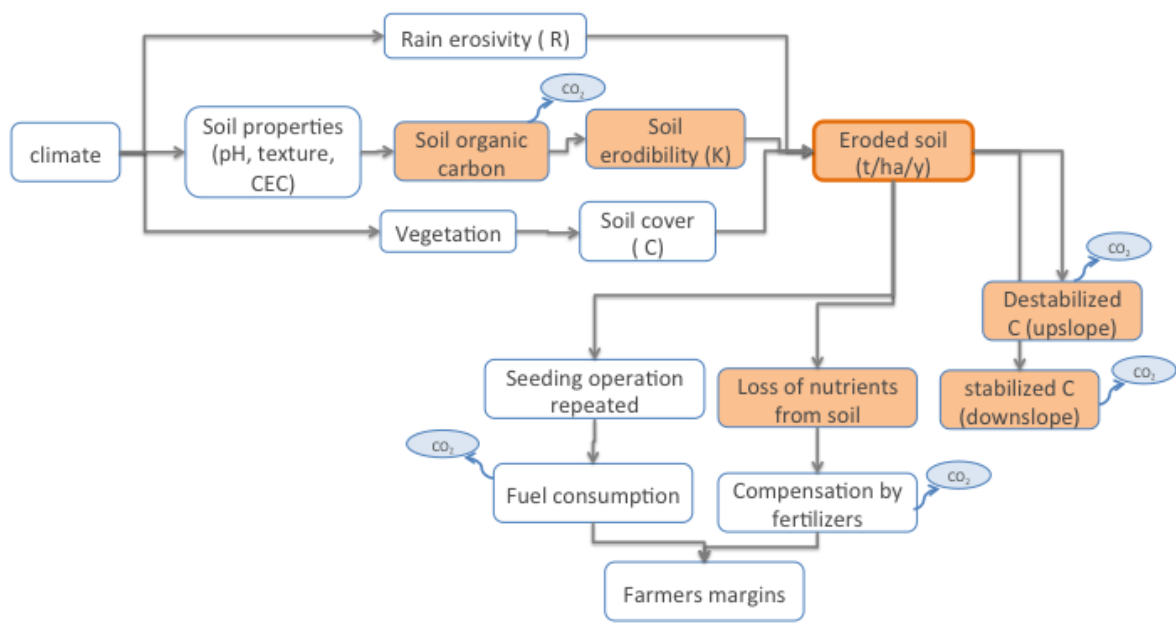 Rain erosivity ( R)
CO2
climate
Soil properties
(pH, texture,
CEC)
Soil organic
carbon
Soil
erodibility (K)
Eroded soil
(t/ha/y)
Vegetation
Soil cover
( C)
CO2
Destabilized
C (upslope)
Seeding operation
repeated
Loss of nutrients
from soil
stabilized C
(downslope)
CO2
CO2
Fuel consumption
Compensation by
fertilizers
CO2
Farmers margins